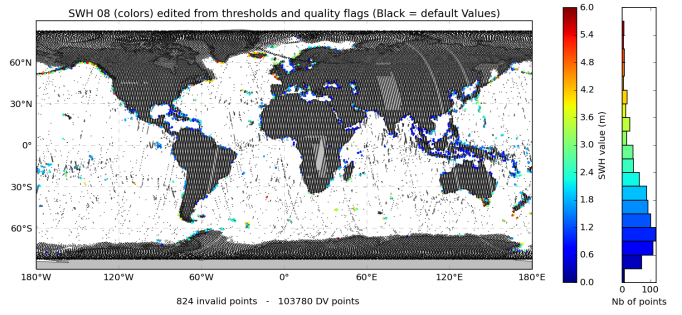 SWH 08 (colors) edited from thresholds and quality flags (Black = default Values)
60°N
30°N
0°
30°S
60°S
180°W
120°W
60°W
0°
60°E
120°E
180°E
6.0
5.4
4.8
4.2
3.6
3.0
2.4
1.8
1.2
0.6
0.0
SWH value (m)
0
100
Nb of points
824 invalid points - 103780 DV points